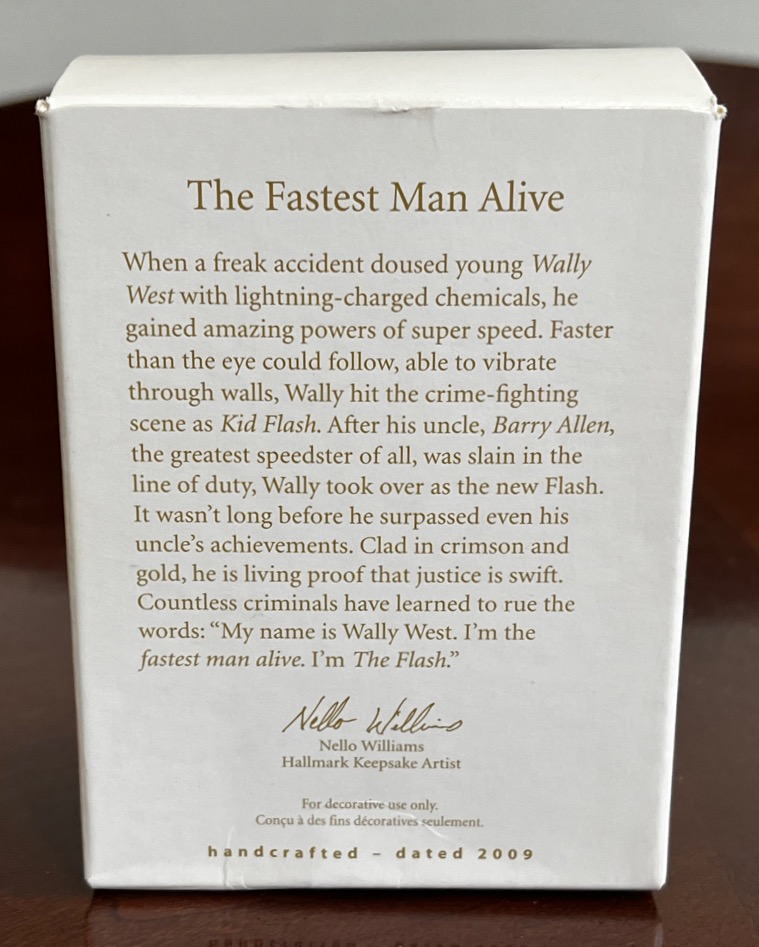 The Fastest Man Alive
When a freak accident doused young Wally
West with lightning-charged chemicals, he
gained amazing powers of super speed. Faster
than the eye could follow, able to vibrate
through walls, Wally hit the crime-fighting
scene as Kid Flash. After his uncle, Barry Allen,
the greatest speedster of all, was slain in the
line of duty, Wally took over as the new Flash.
It wasn't long before he surpassed even his
uncle's achievements. Clad in crimson and
gold, he is living proof that justice is swift.
Countless criminals have learned to rue the
words: “My name is Wally West. I'm the
fastest man alive. I'm The Flash.”
Nello Williams
Nello Williams
Hallmark Keepsake Artist
For decorative use only.
Conçu à des fins décoratives seulement.
handcrafted – dated 2009